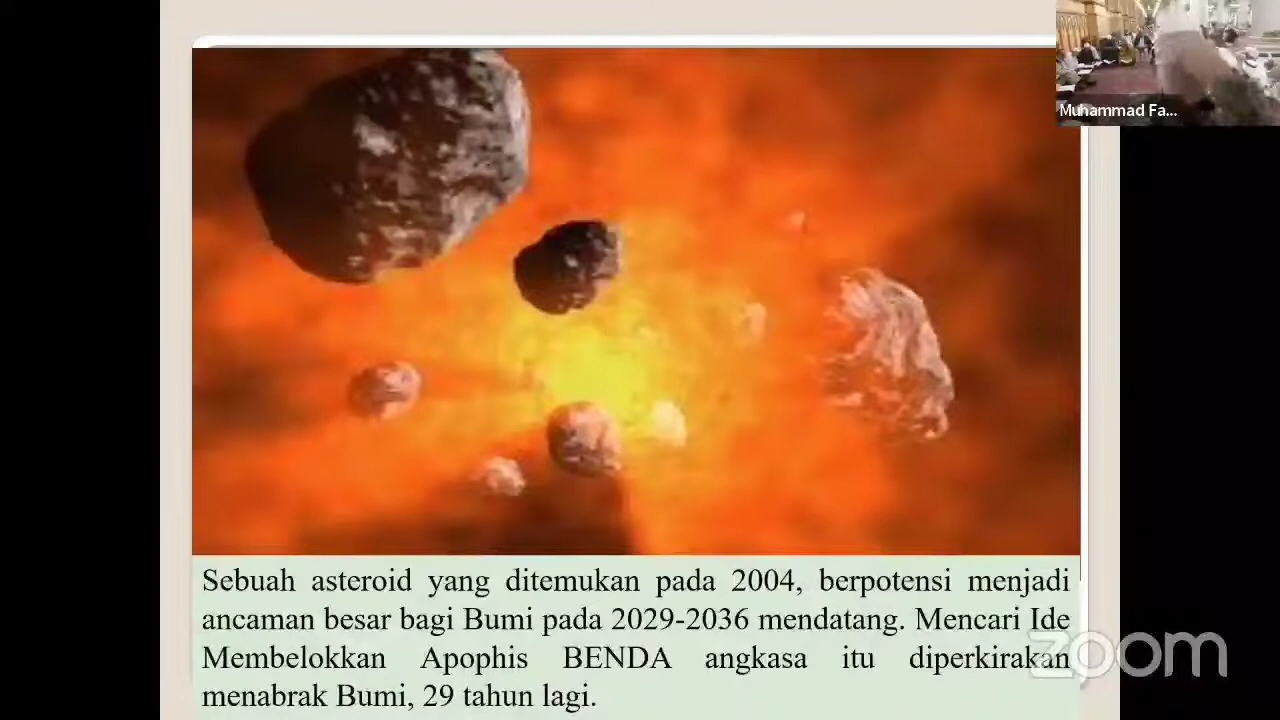 Muhammad Fa...
Sebuah asteroid yang ditemukan pada 2004, berpotensi menjadi
ancaman besar bagi Bumi pada 2029-2036 mendatang. Mencari Ide
Membelokkan Apophis BENDA angkasa itu diperkirakan
menabrak Bumi, 29 tahun lagi.
zoom